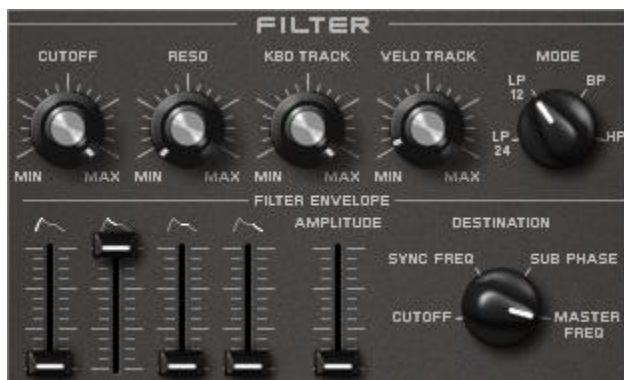 FILTER
CUTOFF RESO KBD TRACK VELO TRACK MODE
LP 12 BP
LP 24 HP
MIN MAX MIN MAX MIN MAX MIN MAX
FILTER ENVELOPE
AMPLITUDE DESTINATION
SYNC FREQ SUB PHASE
CUTOFF MASTER FREQ